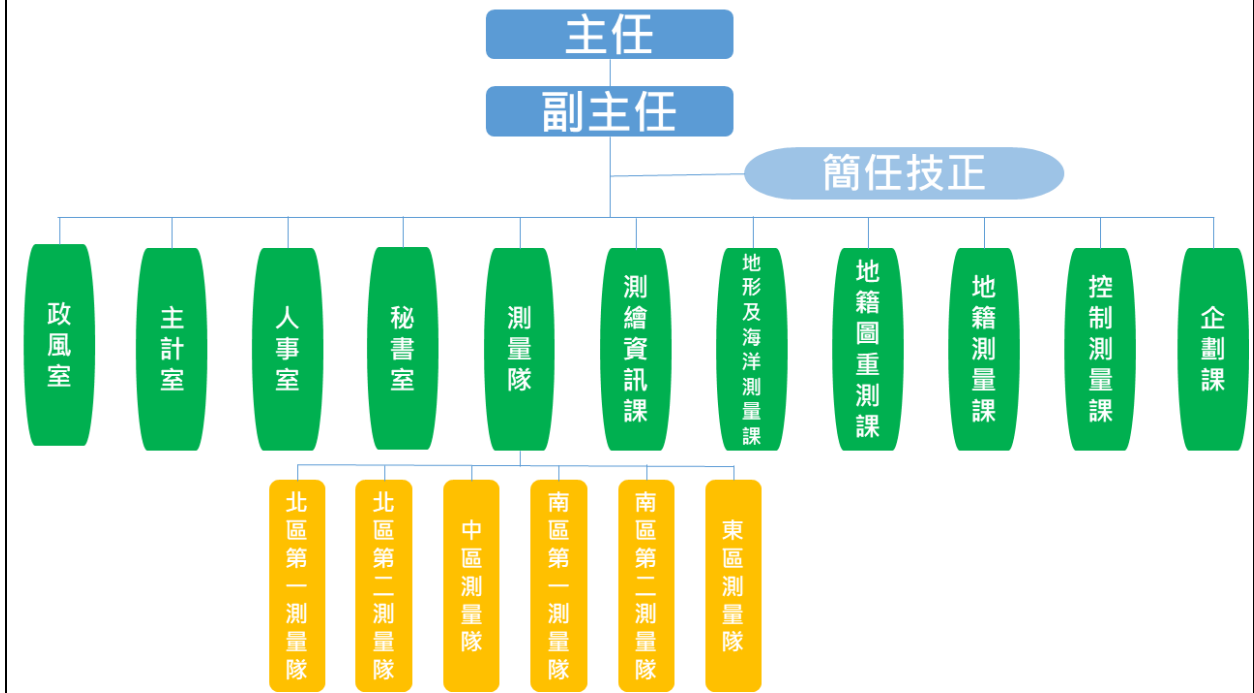 主任
副主任
簡任技正
政風室
主計室
人事室
秘書室
測量隊
測繪資訊課
地形及海洋測量課
地籍圖重測課
地籍測量課
控制測量課
企劃課
北區第一測量隊
北區第二測量隊
中區測量隊
南區第一測量隊
南區第二測量隊
東區測量隊